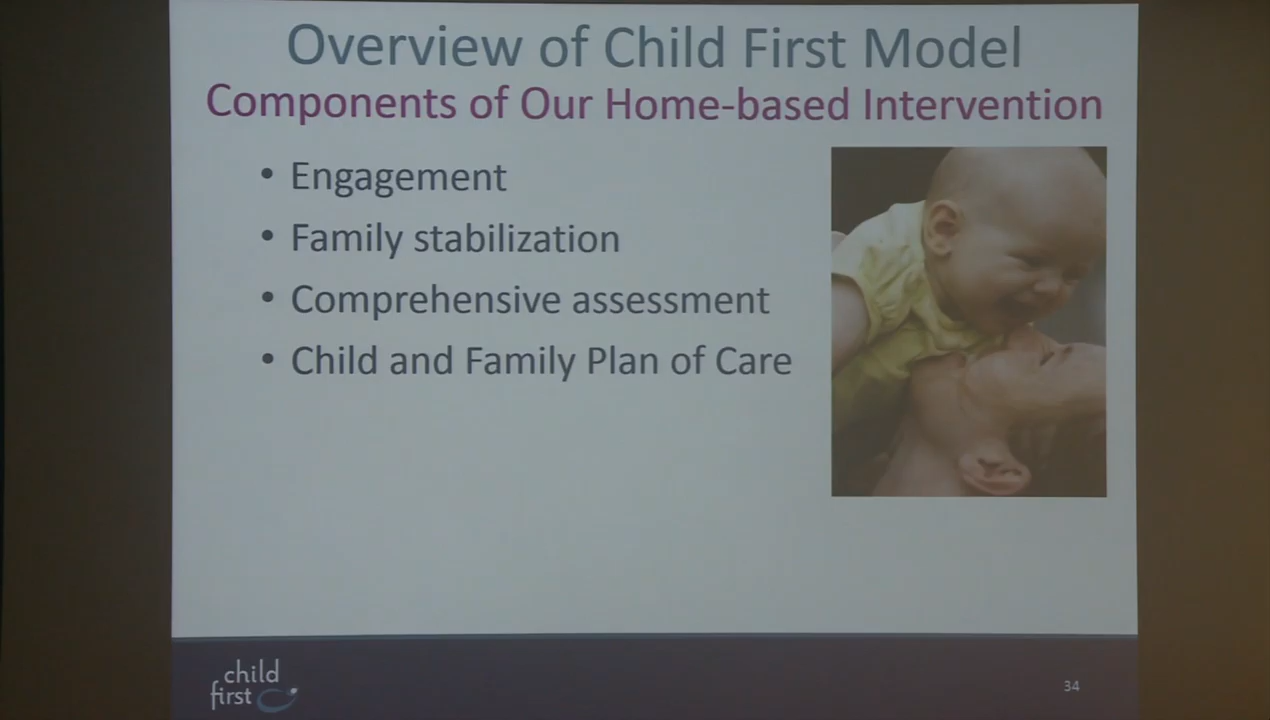 Overview of Child First Model
Components of Our Home-based Intervention
• Engagement
• Family stabilization
• Comprehensive assessment
• Child and Family Plan of Care
child
first
34